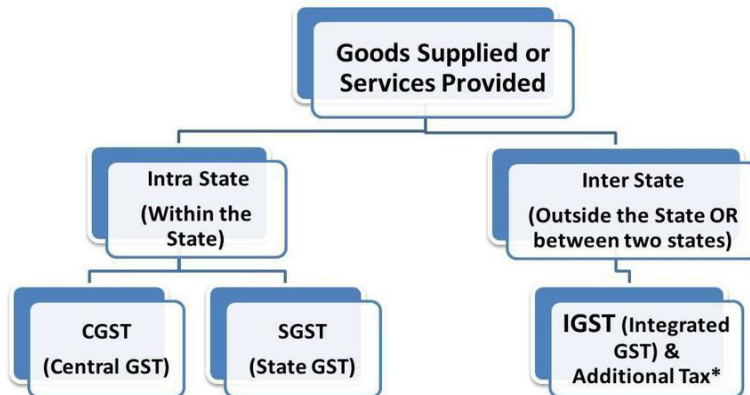 Goods Supplied or
Services Provided
Intra State
(Within the
State)
Inter State
(Outside the State OR
between two states)
CGST
(Central GST)
SGST
(State GST)
IGST (Integrated
GST) &
Additional Tax*